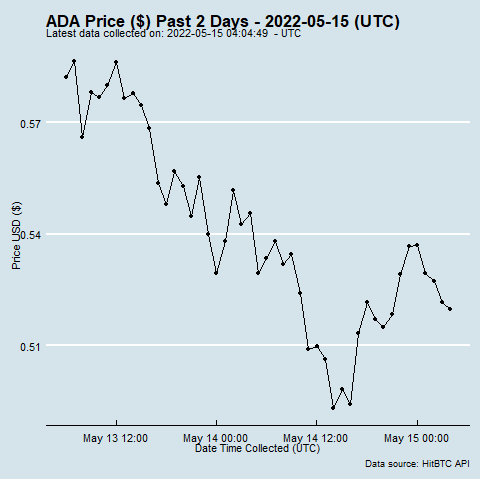 ADA Price ($) Past 2 Days - 2022-05-15 (UTC)
Latest data collected on: 2022-05-15 04:04:49 - UTC
0.57
0.54
0.51
Price USD ($)
May 13 12:00
May 14 00:00
May 14 12:00
May 15 00:00
Date Time Collected (UTC)
Data source: HitBTC API